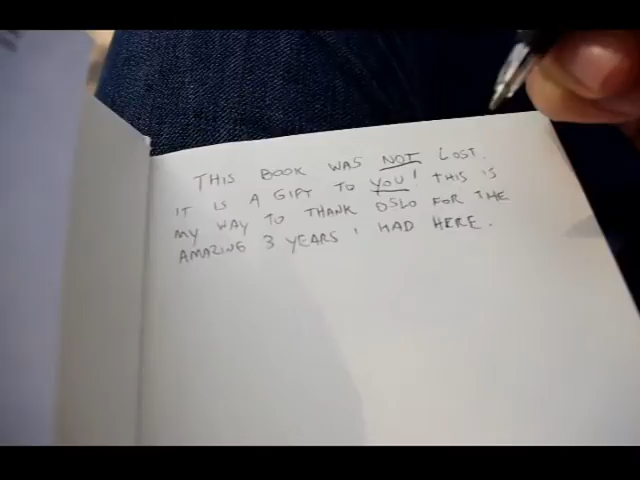 THIS BOOK WAS NOT LOST.
IT IS A GIFT TO YOU! THIS IS
MY WAY TO THANK OSLO FOR THE
AMAZING 3 YEARS I HAD HERE.